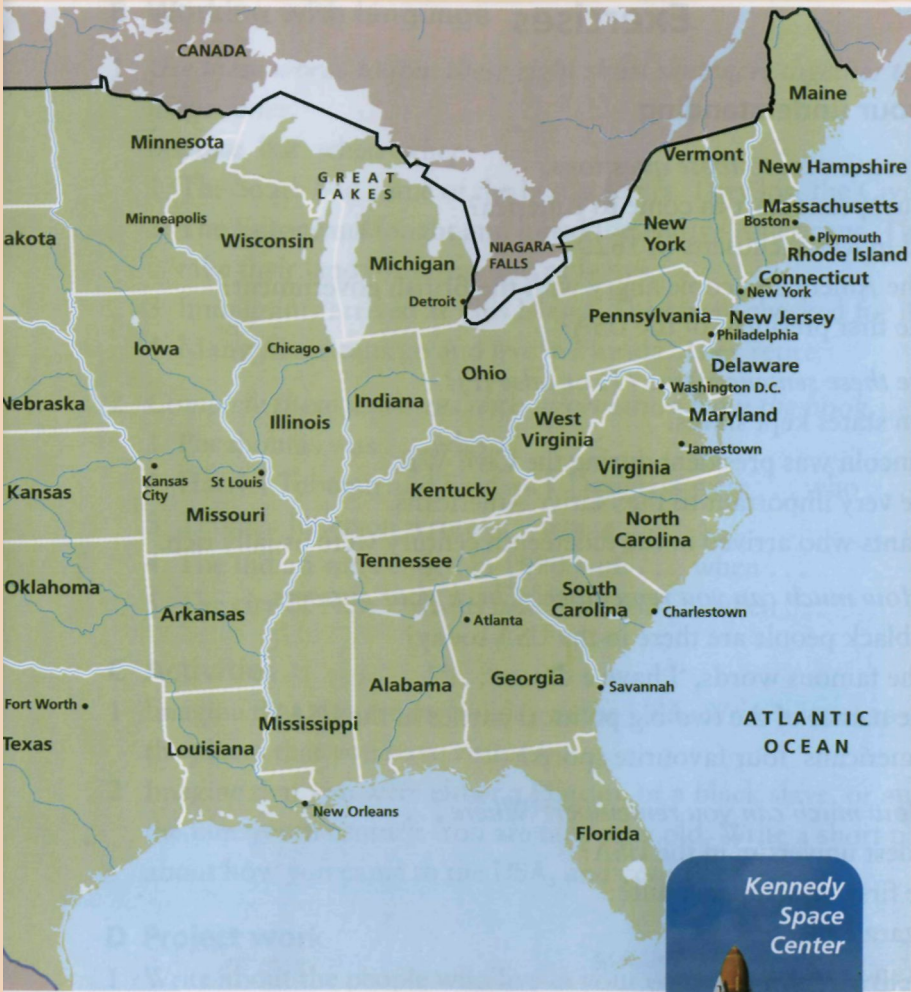 CANADA
Maine
Minnesota
Vermont
New Hampshire
GREAT
LAKES
Massachusetts
Boston
Minneapolis
akota
Wisconsin
New
York
Plymouth
NIAGARA
FALLS
Rhode Island
Michigan
Connecticut
New York
Detroit
Pennsylvania
New Jersey
Philadelphia
Iowa
Chicago
Ohio
Delaware
Washington D.C.
Nebraska
Indiana
Illinois
West
Virginia
Maryland
Jamestown
Virginia
Kansas
City
St Louis
Kansas
Kentucky
Missouri
North
Carolina
Tennessee
Oklahoma
South
Carolina
Arkansas
Charlestown
Atlanta
Alabama
Georgia
Savannah
Fort Worth
ATLANTIC
OCEAN
Mississippi
Texas
Louisiana
New Orleans
Florida
Kennedy
Space
Center